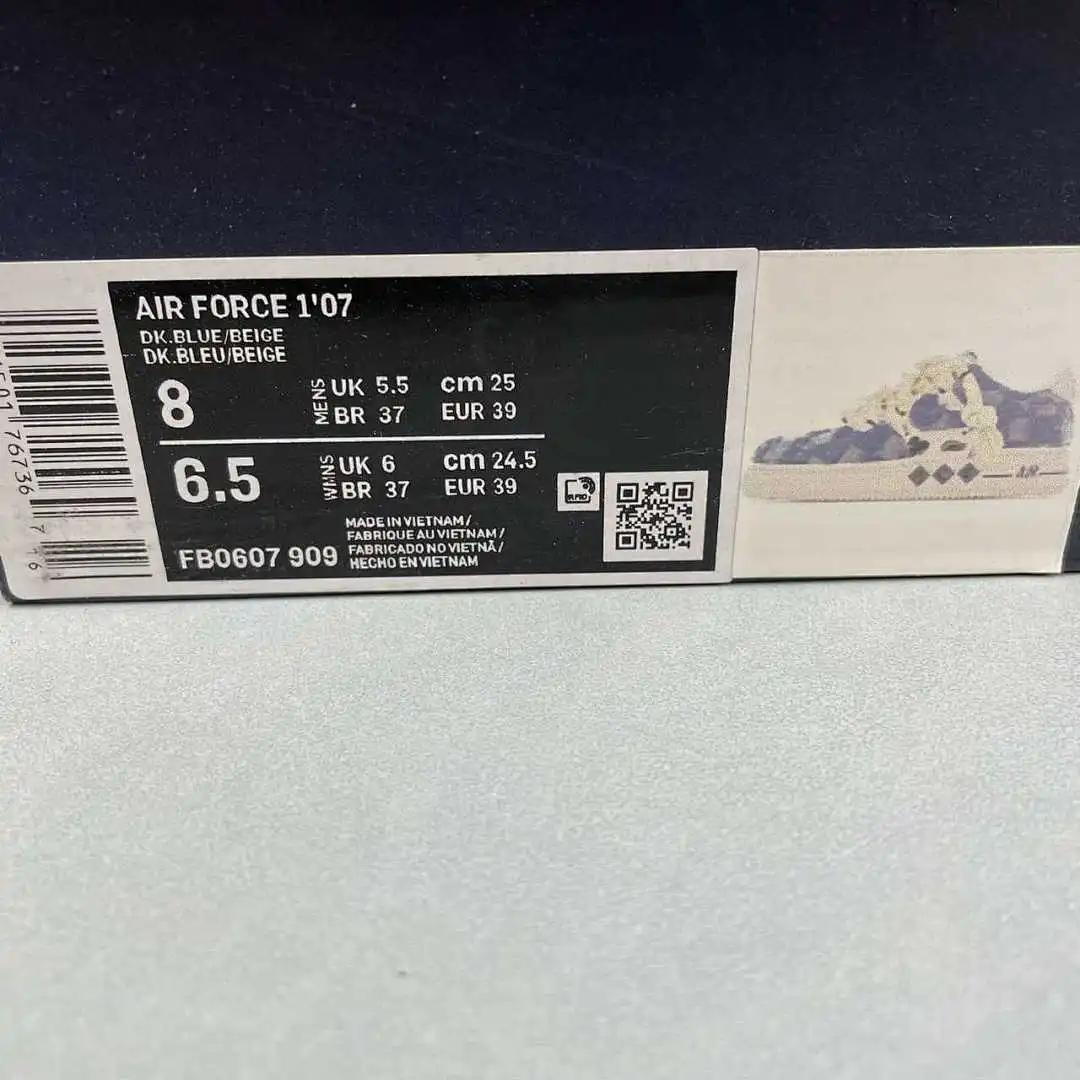 AIR FORCE 1'07
DK.BLUE/BEIGE
DK.BLEU/BEIGE
8 MENS UK 5.5 cm 25
BR 37 EUR 39
6.5 WMNS UK 6 cm 24.5
BR 37 EUR 39
MADE IN VIETNAM/
FABRIQUE AU VIETNAM/
FABRICADO NO VIETNÃ/
HECHO EN VIETNAM
FB0607 909
76736